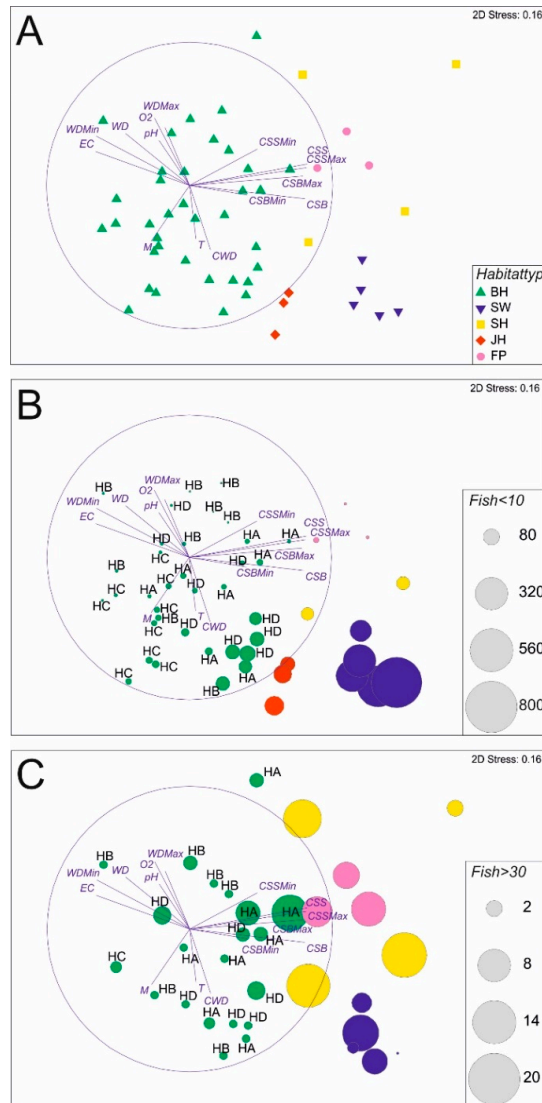 A
2D Stress: 0.16
WDMax
O2
WD
WDMin
pH
EC
CSSMin
CSS
CSSMax
CSBMax
CSBMin
CSB
M
T
CWD
Habitattyp
BH
SW
SH
JH
FP
B
2D Stress: 0.16
HB
HB
WDMax
HB
O2
WDMin
WD
HD
HB
pH
HB
EC
CSSMin
CSS
CSSMax
HD
HB
HA
HA
HC
CSBMax
HB
HA
HD
HA
CSBMin
CSB
HC
HA
HC
HD
HA
HC
M
HC
T
HB
CWD
HD
HC
HD
HD
HC
HA
HD
HC
HC
HA
HB
Fish<10
80
320
560
800
C
2D Stress: 0.16
HA
WDMax
HB
O2
HB
WDMin
WD
pH
HB
EC
HB
CSSMin
HD
HA
HA
CSS
CSSMax
HD
CSBMax
HA
CSBMin
CSB
HA
HA
HC
M
T
HB
CWD
HD
HD
HA
HD
HD
HB
HA
Fish>30
2
8
14
20